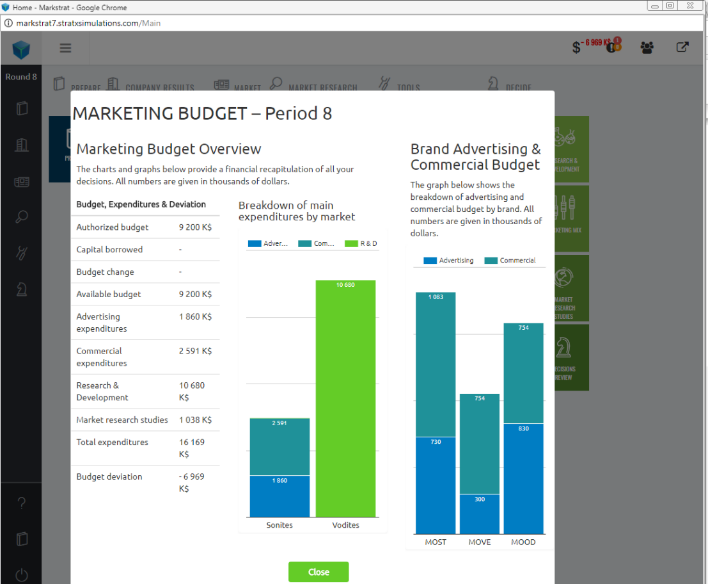 Home - Markstrat - Google Chrome
markstrat7.stratxsimulations.com/Main
$ - 6 969 K$
Round 8
PREPARE COMPANY RESULTS MARKET MARKET RESEARCH TOOLS DECIDE
MARKETING BUDGET – Period 8
Marketing Budget Overview
The charts and graphs below provide a financial recapitulation of all your
decisions. All numbers are given in thousands of dollars.
Budget, Expenditures & Deviation
Authorized budget 9 200 K$
Capital borrowed -
Budget change -
Available budget 9 200 K$
Advertising 1 860 K$
expenditures
Commercial 2 591 K$
expenditures
Research & 10 680
Development K$
Market research studies 1 038 K$
Total expenditures 16 169
K$
Budget deviation - 6 969
K$
Breakdown of main
expenditures by market
Adver... Com... R & D
10 680
2 591
1 860
Sonites Vodites
Brand Advertising &
Commercial Budget
The graph below shows the
breakdown of advertising and
commercial budget by brand. All
numbers are given in thousands of
dollars.
Advertising Commercial
1 083
754
754
730
300
830
MOST MOVE MOOD
RESEARCH &
MARKET
RESEARCH
STUDIES
Close